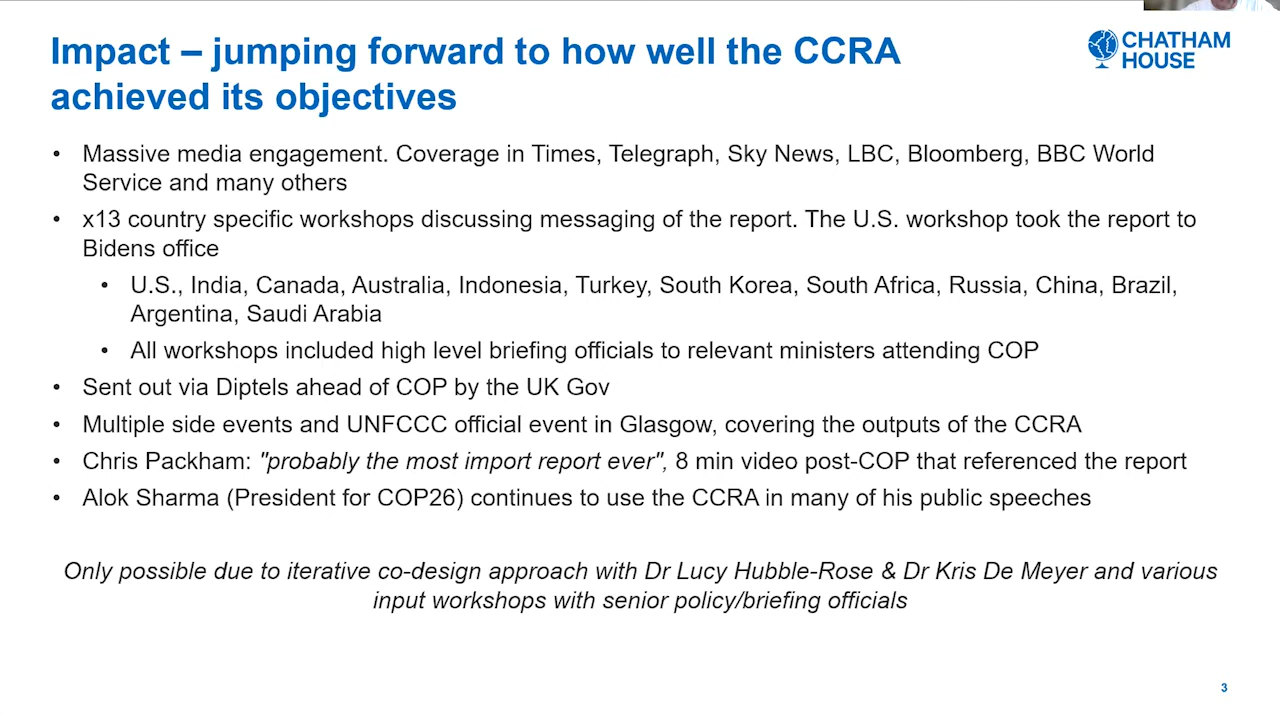 Impact – jumping forward to how well the CCRA
achieved its objectives
CHATHAM
HOUSE
• Massive media engagement. Coverage in Times, Telegraph, Sky News, LBC, Bloomberg, BBC World
Service and many others
• x13 country specific workshops discussing messaging of the report. The U.S. workshop took the report to
Bidens office
• U.S., India, Canada, Australia, Indonesia, Turkey, South Korea, South Africa, Russia, China, Brazil,
Argentina, Saudi Arabia
• All workshops included high level briefing officials to relevant ministers attending COP
• Sent out via Diptels ahead of COP by the UK Gov
• Multiple side events and UNFCCC official event in Glasgow, covering the outputs of the CCRA
• Chris Packham: "probably the most import report ever", 8 min video post-COP that referenced the report
• Alok Sharma (President for COP26) continues to use the CCRA in many of his public speeches
Only possible due to iterative co-design approach with Dr Lucy Hubble-Rose & Dr Kris De Meyer and various
input workshops with senior policy/briefing officials
3